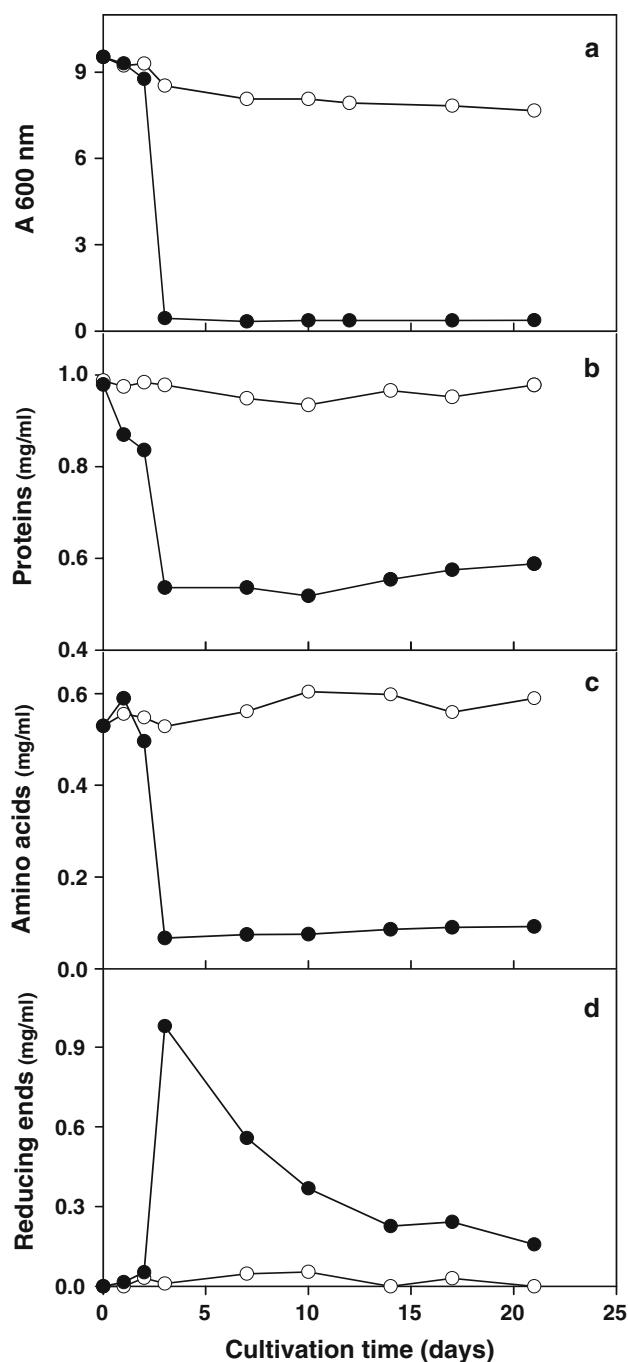 a
9
6
3
0
A 600 nm
b
1.0
0.8
0.6
0.4
Proteins (mg/ml)
c
0.6
0.4
0.2
0.0
Amino acids (mg/ml)
d
0.9
0.6
0.3
0.0
Reducing ends (mg/ml)
0 5 10 15 20 25
Cultivation time (days)